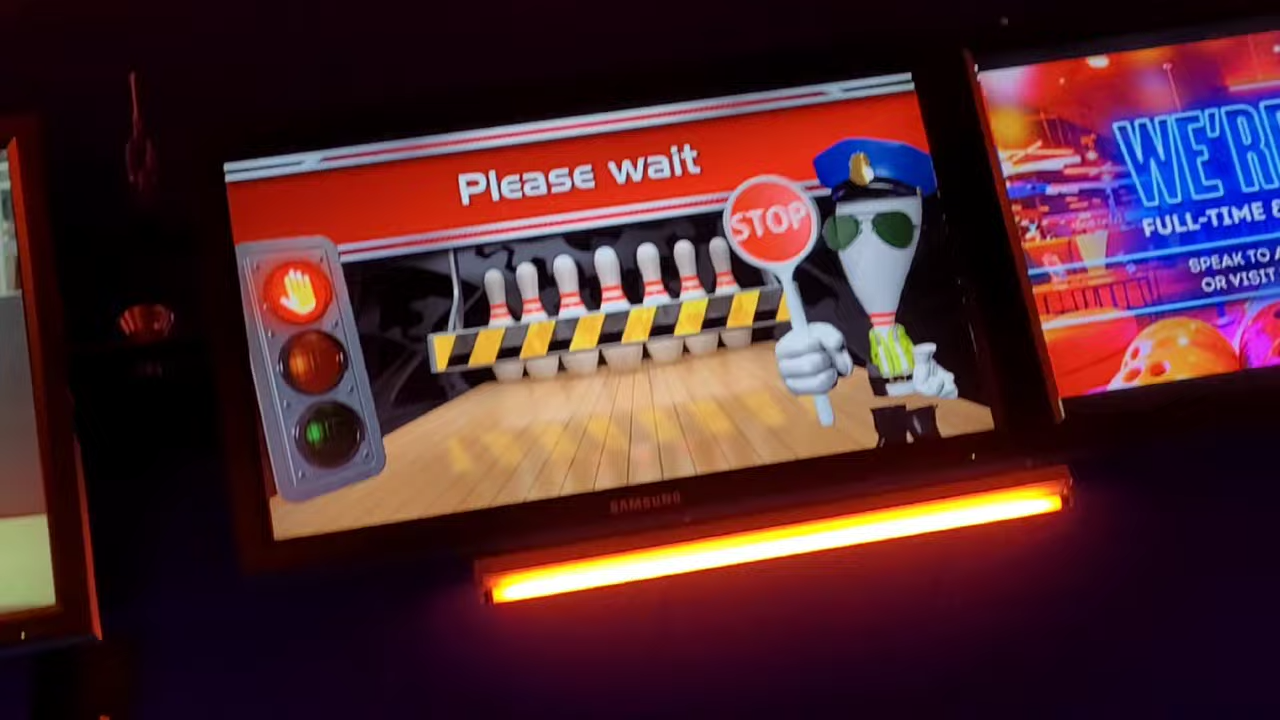 Please wait
STOP
SAMSUNG
WE'R
FULL-TIME
SPEAK TO
OR VISIT